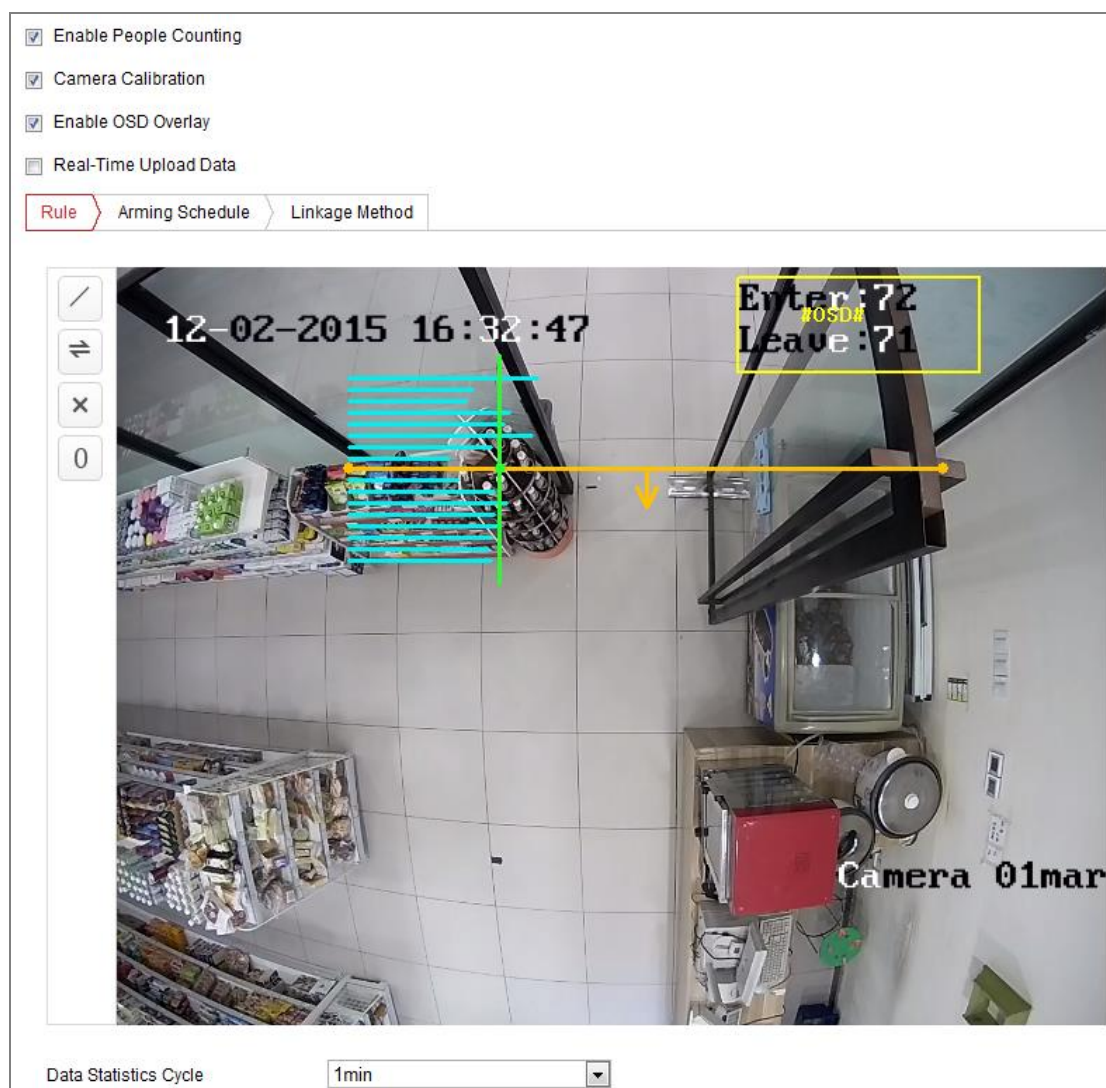 Enable People Counting
Camera Calibration
Enable OSD Overlay
Real-Time Upload Data
Rule Arming Schedule Linkage Method
0
12-02-2015 16:32:47
Enter:72
#OSD#
Leave:71
Camera 01mar
Data Statistics Cycle 1min